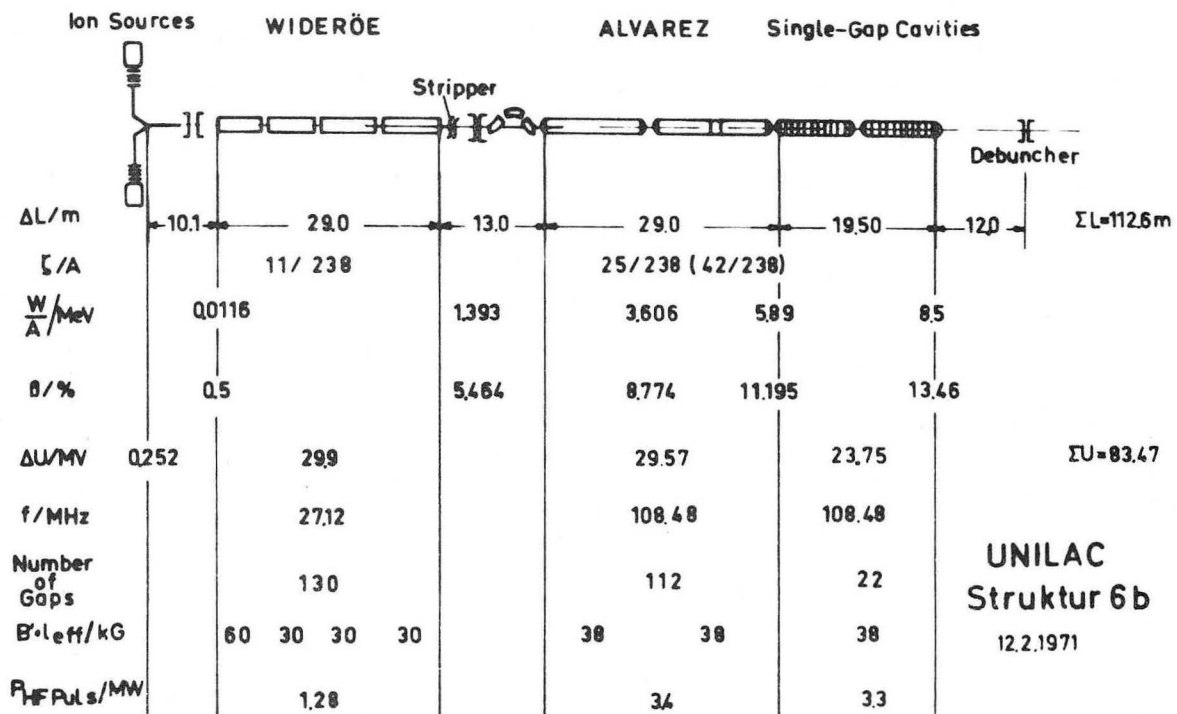 Ion Sources WIDERÖE ALVAREZ Single-Gap Cavities
Stripper
Debuncher
ΔL/m 10.1 29.0 13.0 29.0 19.50 12.0 ΣL=112.6m
ζ/A 11/238 25/238 (42/238)
W/A/MeV 0.0116 1.393 3.606 5.89 8.5
β/% 0.5 5.464 8.774 11.195 13.46
ΔU/MV 0.252 29.9 29.57 23.75 ΣU=83.47
f/MHz 27.12 108.48 108.48
Number
of
Gaps 130 112 22
UNILAC
Struktur 6b
B'·leff/kG 60 30 30 30 38 38 38
12.2.1971
PHF Puls/MW 1.28 3.4 3.3